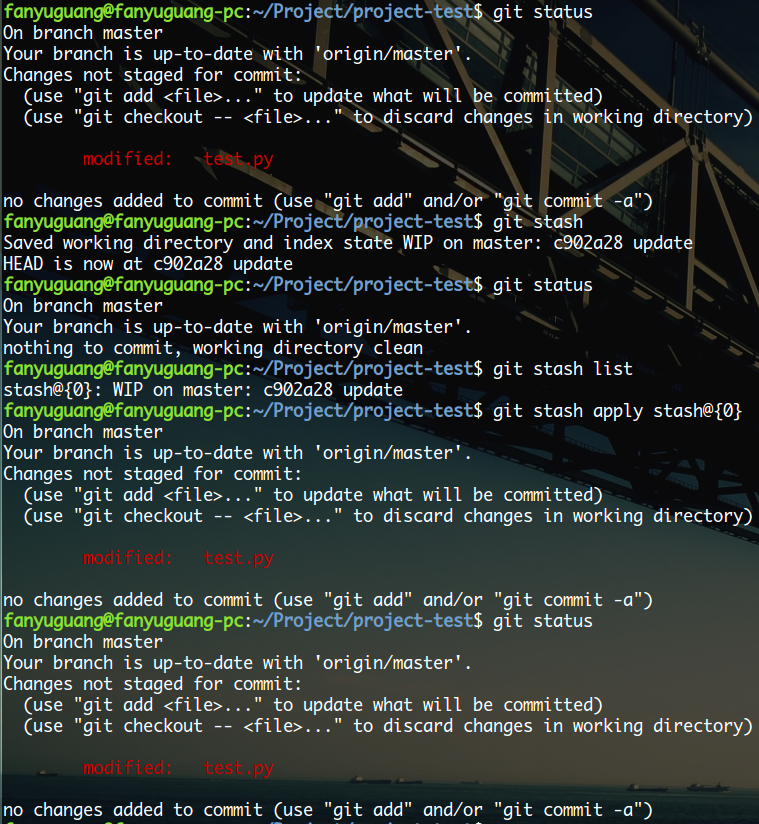 fanyuguang@fanyuguang-pc:~/Project/project-test$ git status
On branch master
Your branch is up-to-date with 'origin/master'.
Changes not staged for commit:
  (use "git add <file>..." to update what will be committed)
  (use "git checkout -- <file>..." to discard changes in working directory)

        modified:   test.py

no changes added to commit (use "git add" and/or "git commit -a")
fanyuguang@fanyuguang-pc:~/Project/project-test$ git stash
Saved working directory and index state WIP on master: c902a28 update
HEAD is now at c902a28 update
fanyuguang@fanyuguang-pc:~/Project/project-test$ git status
On branch master
Your branch is up-to-date with 'origin/master'.
nothing to commit, working directory clean
fanyuguang@fanyuguang-pc:~/Project/project-test$ git stash list
stash@{0}: WIP on master: c902a28 update
fanyuguang@fanyuguang-pc:~/Project/project-test$ git stash apply stash@{0}
On branch master
Your branch is up-to-date with 'origin/master'.
Changes not staged for commit:
  (use "git add <file>..." to update what will be committed)
  (use "git checkout -- <file>..." to discard changes in working directory)

        modified:   test.py

no changes added to commit (use "git add" and/or "git commit -a")
fanyuguang@fanyuguang-pc:~/Project/project-test$ git status
On branch master
Your branch is up-to-date with 'origin/master'.
Changes not staged for commit:
  (use "git add <file>..." to update what will be committed)
  (use "git checkout -- <file>..." to discard changes in working directory)

        modified:   test.py

no changes added to commit (use "git add" and/or "git commit -a")